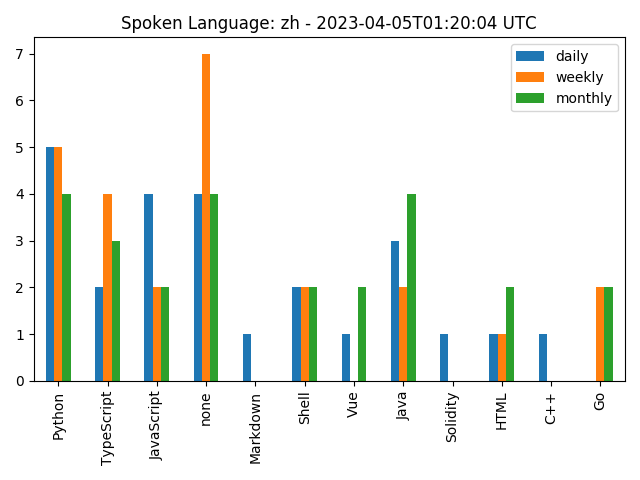 Spoken Language: zh - 2023-04-05T01:20:04 UTC
daily
weekly
monthly
7
6
5
4
3
2
1
0
Python
TypeScript
JavaScript
none
Markdown
Shell
Vue
Java
Solidity
HTML
C++
Go